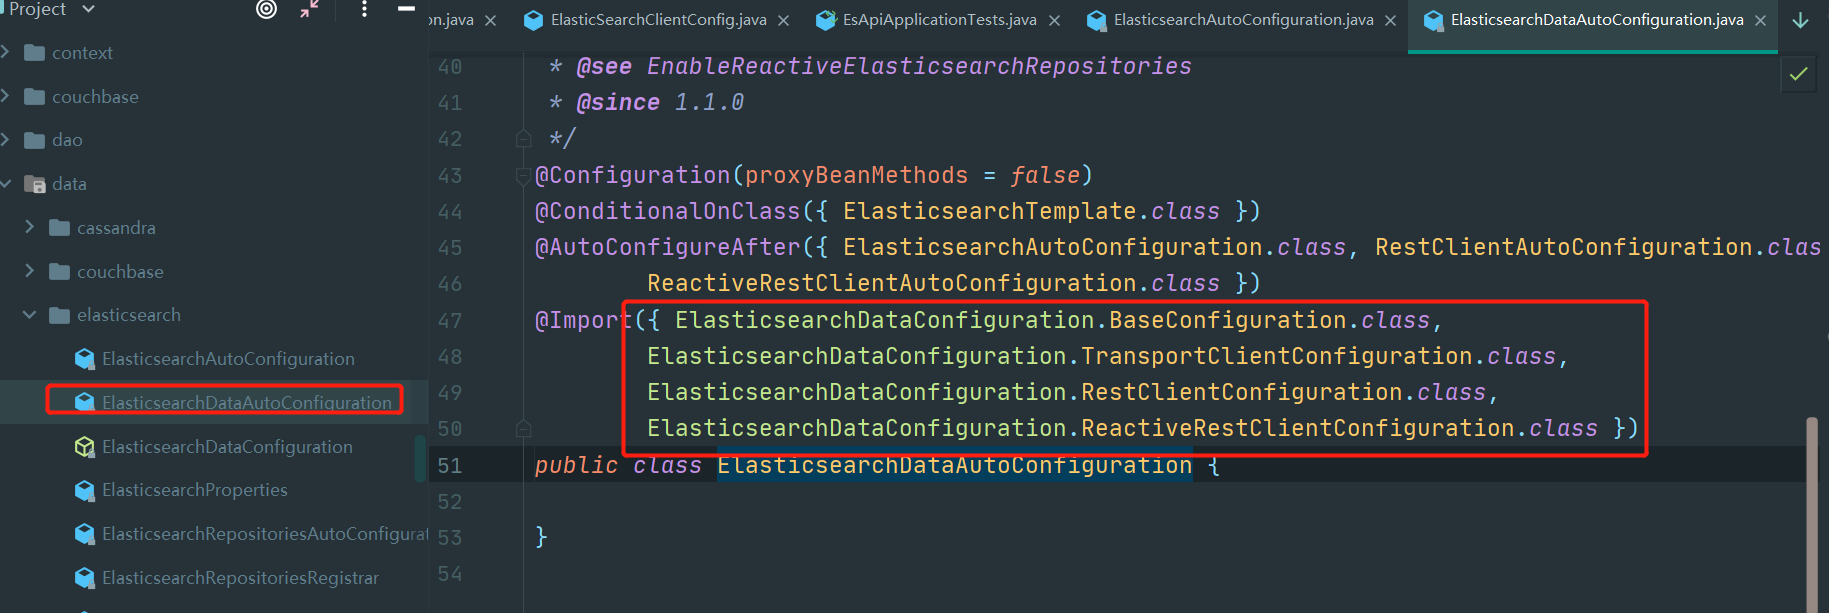 Project
on.java
ElasticSearchClientConfig.java
EsApiApplicationTests.java
ElasticsearchAutoConfiguration.java
ElasticsearchDataAutoConfiguration.java
context
couchbase
dao
data
cassandra
couchbase
elasticsearch
ElasticsearchAutoConfiguration
ElasticsearchDataAutoConfiguration
ElasticsearchDataConfiguration
ElasticsearchProperties
ElasticsearchRepositoriesAutoConfigurat
ElasticsearchRepositoriesRegistrar
40 * @see EnableReactiveElasticsearchRepositories
41 * @since 1.1.0
42 */
43 @Configuration(proxyBeanMethods = false)
44 @ConditionalOnClass({ ElasticsearchTemplate.class })
45 @AutoConfigureAfter({ ElasticsearchAutoConfiguration.class, RestClientAutoConfiguration.clas
46 ReactiveRestClientAutoConfiguration.class })
47 @Import({ ElasticsearchDataConfiguration.BaseConfiguration.class,
48 ElasticsearchDataConfiguration.TransportClientConfiguration.class,
49 ElasticsearchDataConfiguration.RestClientConfiguration.class,
50 ElasticsearchDataConfiguration.ReactiveRestClientConfiguration.class })
51 public class ElasticsearchDataAutoConfiguration {
52
53 }
54